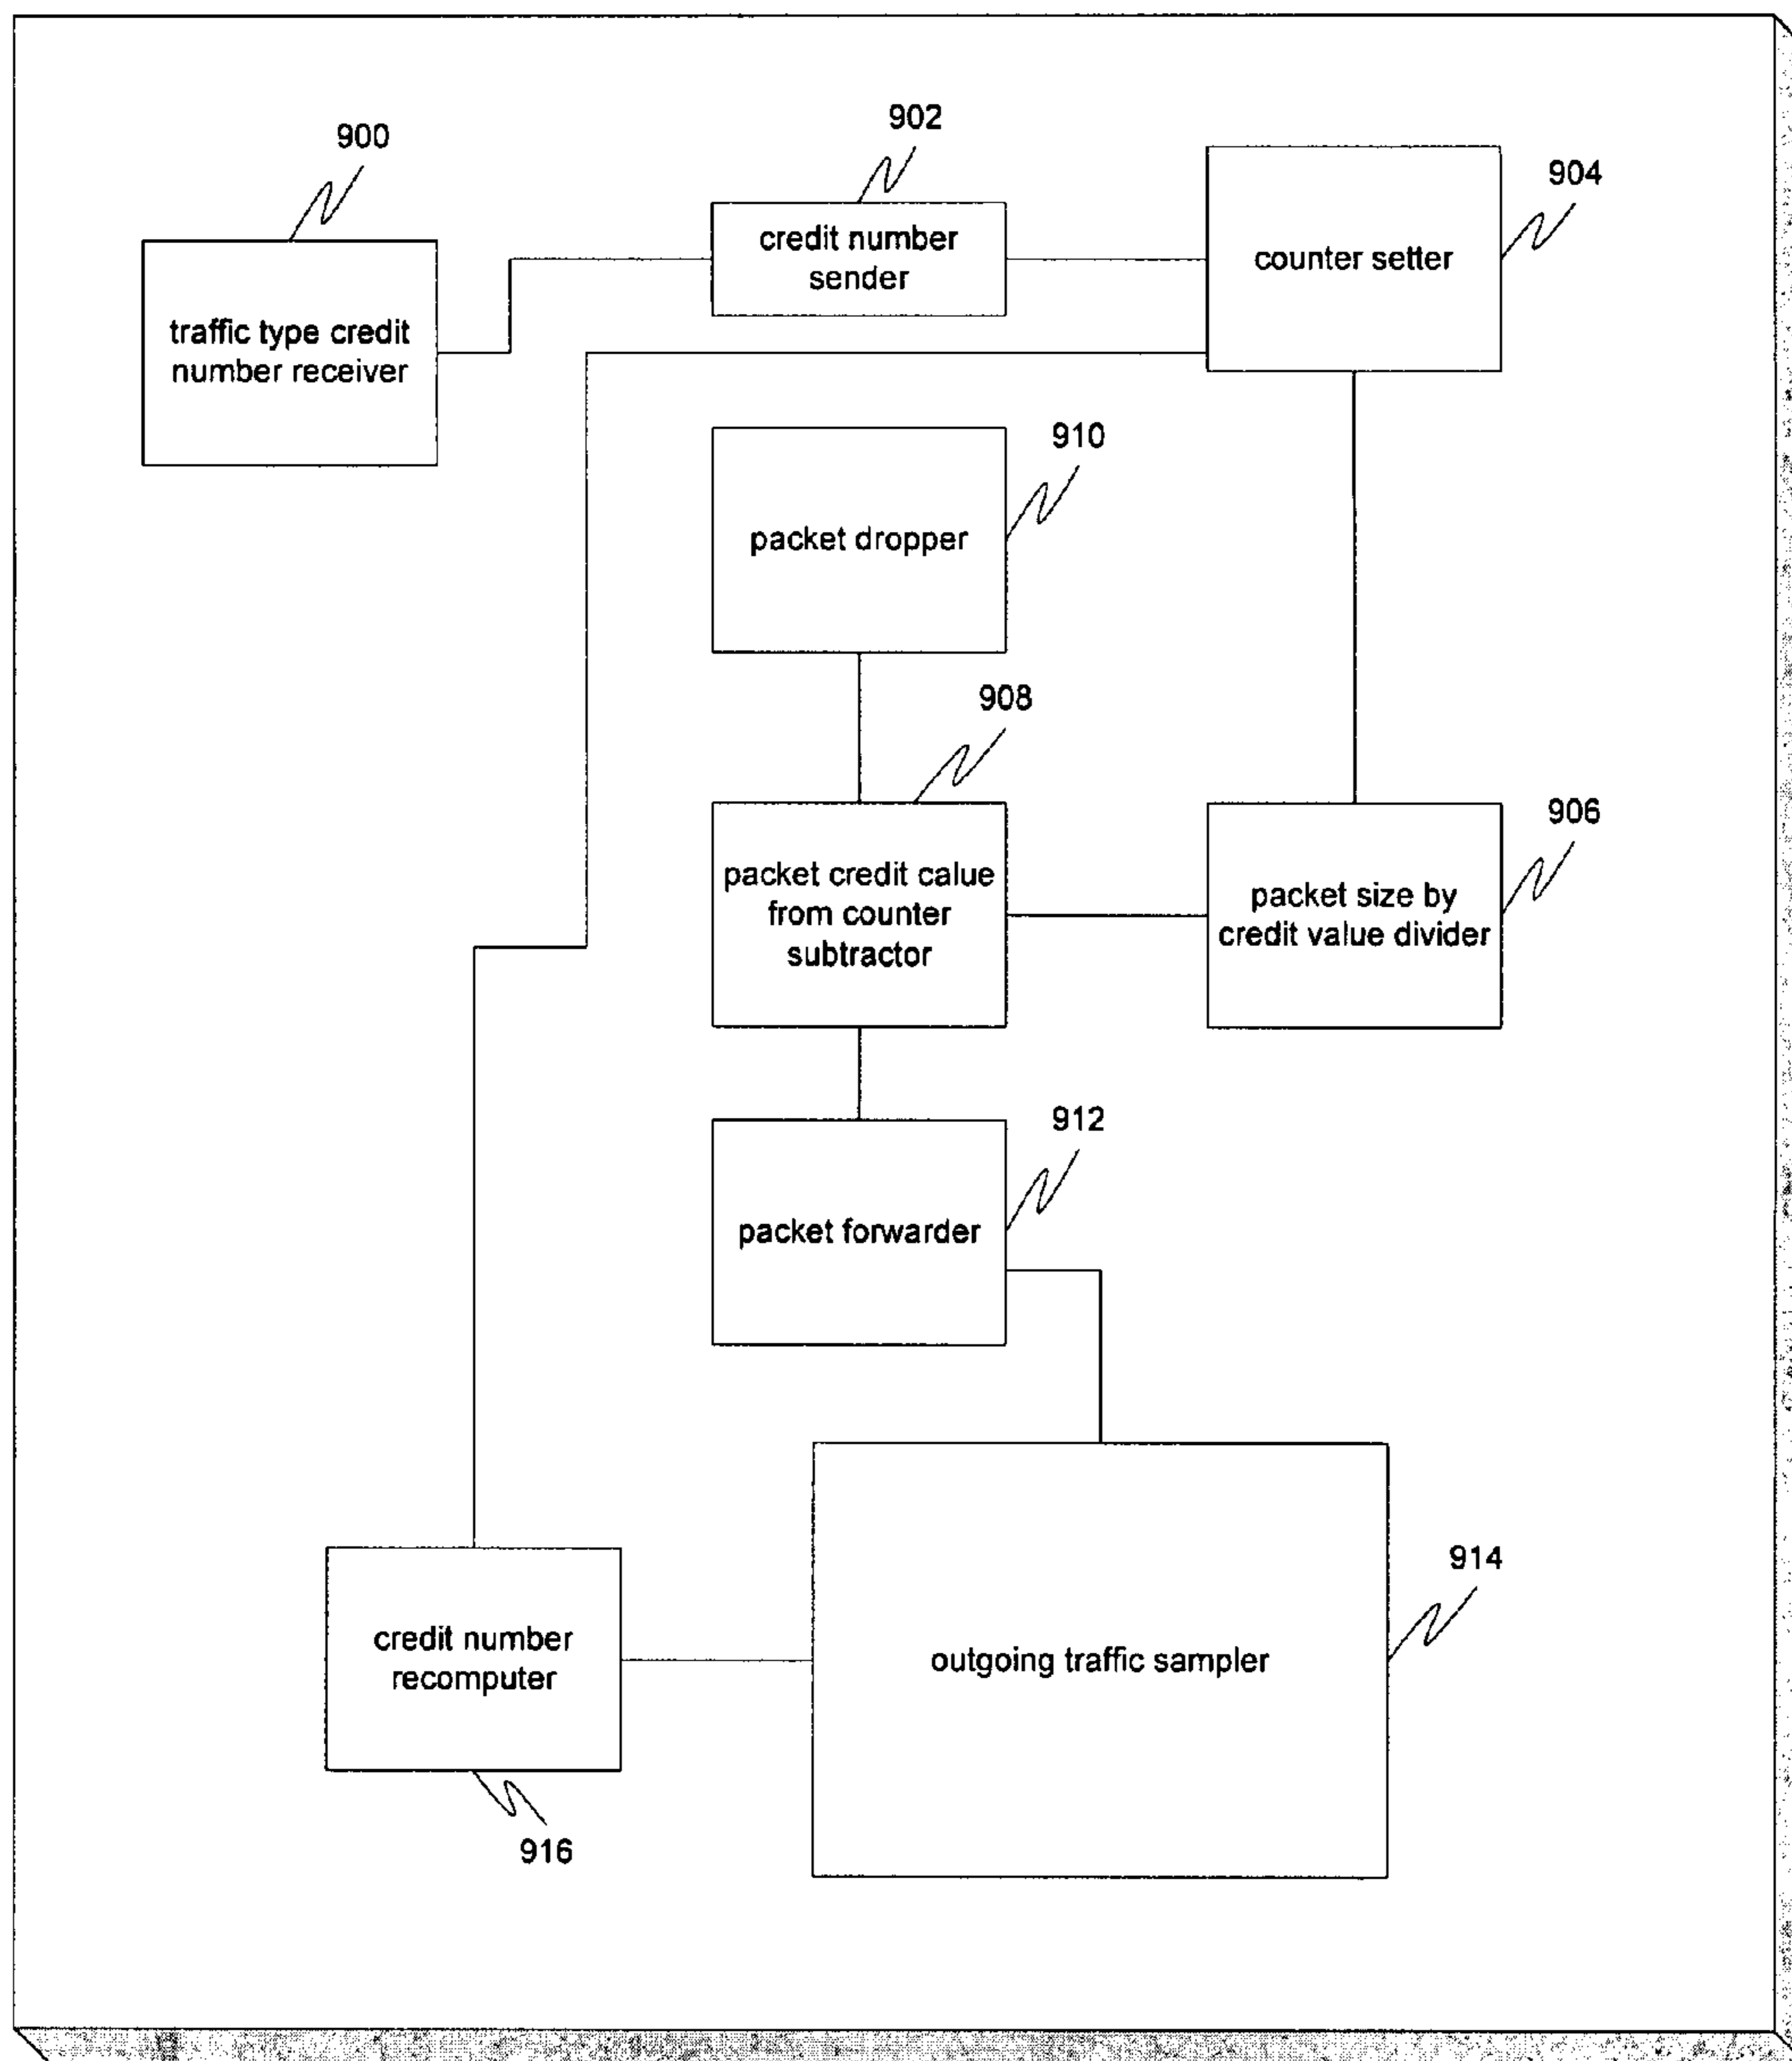 900
902
904
credit number
sender
counter setter
traffic type credit
number receiver
910
packet dropper
908
906
packet credit calue
from counter
subtractor
packet size by
credit value divider
912
packet forwarder
914
credit number
recomputer
outgoing traffic sampler
916